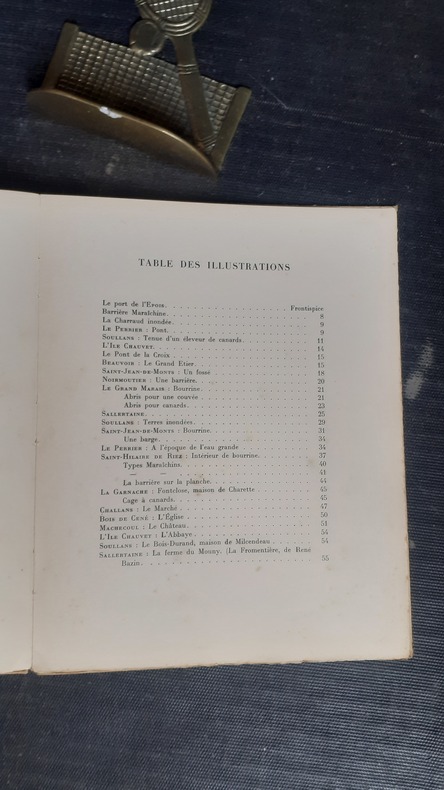 TABLE DES ILLUSTRATIONS
Le port de l'Evois. . . . . . . . . . . . . . . . . Frontispice
Barrière Maraîchine. . . . . . . . . . . . . . . . . 8
La Charraud inondée. . . . . . . . . . . . . . . . . 9
Le Perrier : Pont. . . . . . . . . . . . . . . . . 9
Soullans : Tenue d'un éleveur de canards. . . . . . . . . . 11
L'Ile Chauvet. . . . . . . . . . . . . . . . . 14
Le Pont de la Croix . . . . . . . . . . . . . . . . . 15
Beauvoir : Le Grand Etier. . . . . . . . . . . . . . . 15
Saint-Jean-de-Monts : Un fossé . . . . . . . . . . . . . 18
Noirmoutier : Une barrière. . . . . . . . . . . . . . . 20
Le Grand Marais : Bourrine. . . . . . . . . . . . . . . 21
Abris pour une couvée . . . . . . . . . . . . . . . 21
Abris pour canards. . . . . . . . . . . . . . . . . 23
Sallertaine. . . . . . . . . . . . . . . . . 25
Soullans : Terres inondées. . . . . . . . . . . . . . . 29
Saint-Jean-de-Monts : Bourrine. . . . . . . . . . . . . 31
Une barge. . . . . . . . . . . . . . . . . 34
Le Perrier : A l'époque de l'eau grande . . . . . . . . . . 34
Saint-Hilaire de Riez : Intérieur de bourrine. . . . . . . . 37
Types Maraîchins. . . . . . . . . . . . . . . . . 40
— — . . . . . . . . . . . . . . . . . 41
La barrière sur la planche. . . . . . . . . . . . . . . 44
La Garnache : Fontclose, maison de Charette . . . . . . . . 45
Cage à canards. . . . . . . . . . . . . . . . . 45
Challans : Le Marché . . . . . . . . . . . . . . . . . 47
Bois de Cené : L'Église . . . . . . . . . . . . . . . 50
Machecoul : Le Château. . . . . . . . . . . . . . . . . 51
L'Ile Chauvet : L'Abbaye . . . . . . . . . . . . . . . 54
Soullans : Le Bois-Durand, maison de Milcendeau . . . . . . 54
Sallertaine : La ferme du Mouny. (La Fromentière, de René
Bazin. . . . . . . . . . . . . . . . . 55